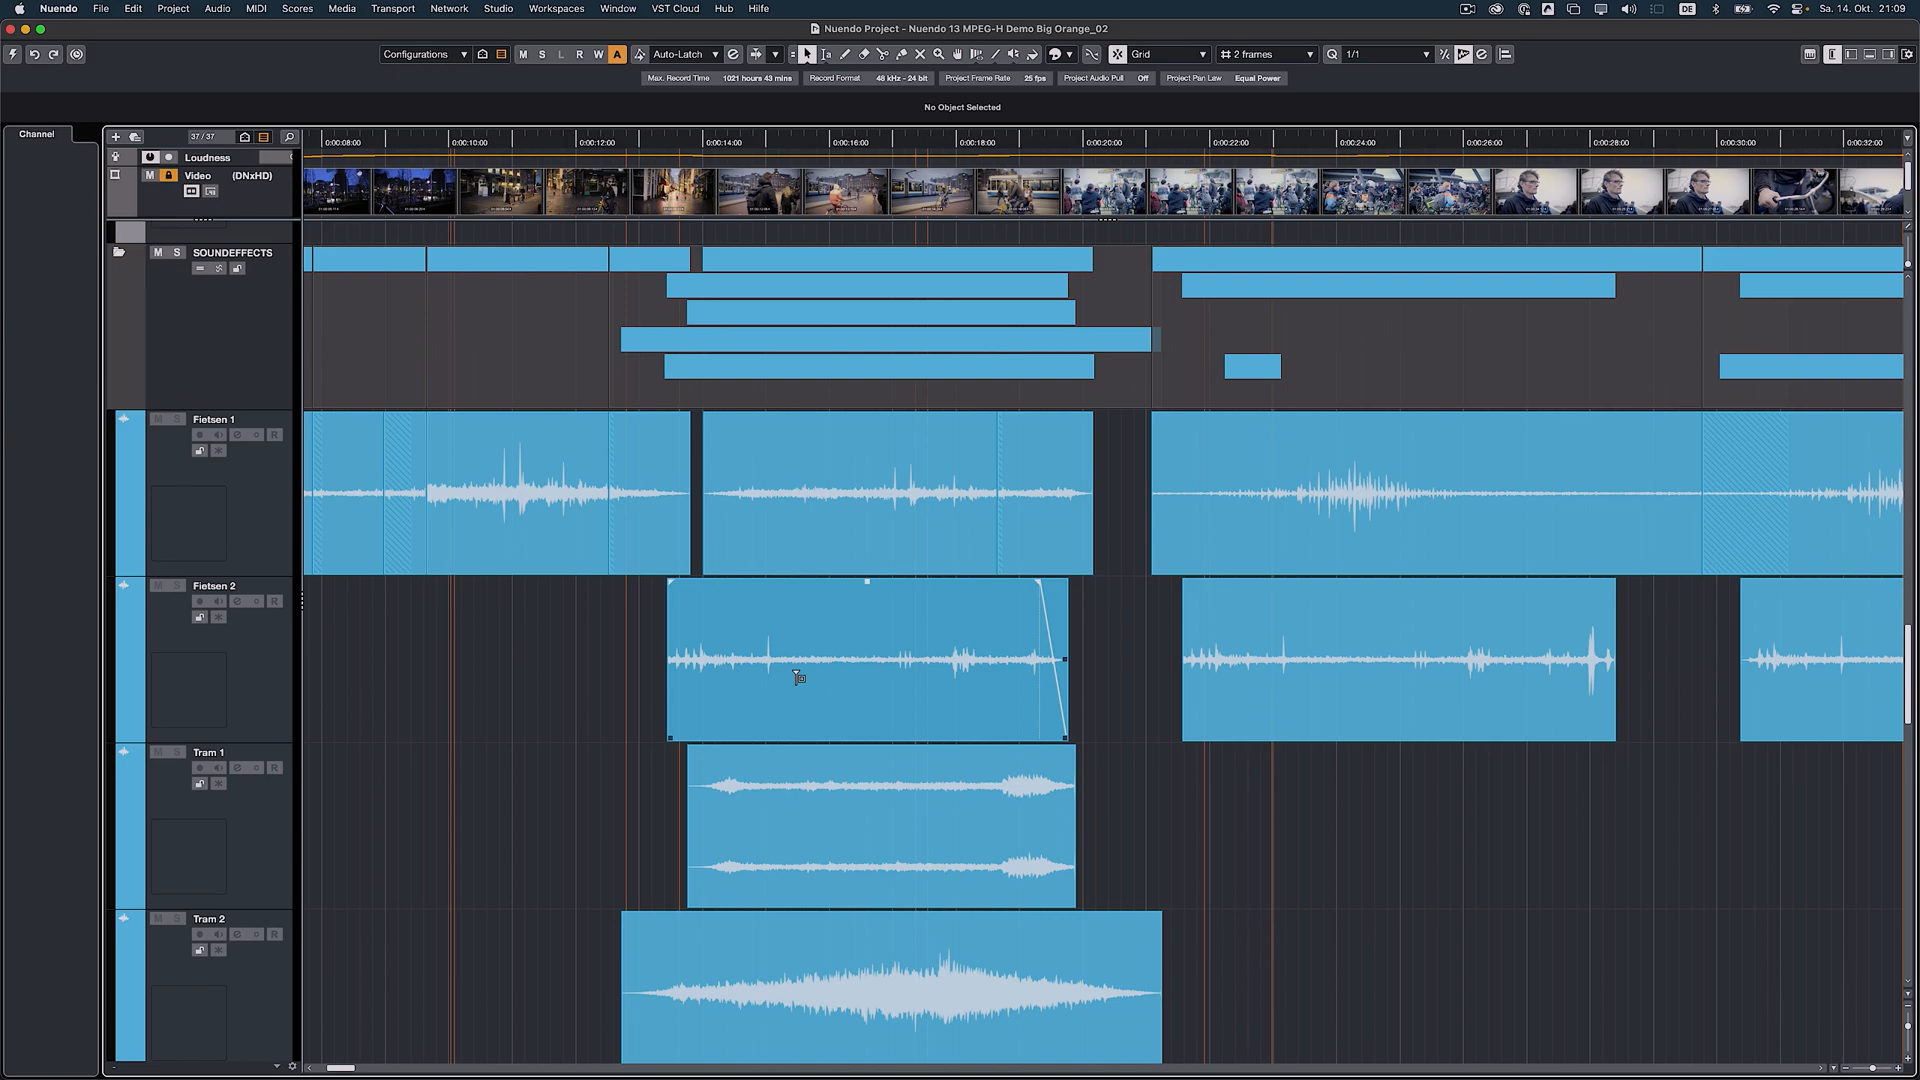 Nuendo File Edit Project Audio MIDI Scores Media Transport Network Studio Workspaces Window VST Cloud Hub Hilfe DE Sa. 14. Okt. 21:09
Nuendo Project - Nuendo 13 MPEG-H Demo Big Orange_02
Configurations M S L R W A Auto-Latch Grid 2 frames Q 1/1
Max. Record Time 1021 hours 43 mins Record Format 48 kHz - 24 bit Project Frame Rate 25 fps Project Audio Pull Off Project Pan Law Equal Power
No Object Selected
Channel
37 / 37
0:00:08:00 0:00:10:00 0:00:12:00 0:00:14:00 0:00:16:00 0:00:18:00 0:00:20:00 0:00:22:00 0:00:24:00 0:00:26:00 0:00:28:00 0:00:30:00 0:00:32:00
Loudness
M Video (DNxHD)
M S SOUNDEFFECTS
M S Fietsen 1
R
M S Fietsen 2
R
M S Tram 1
R
M S Tram 2
R